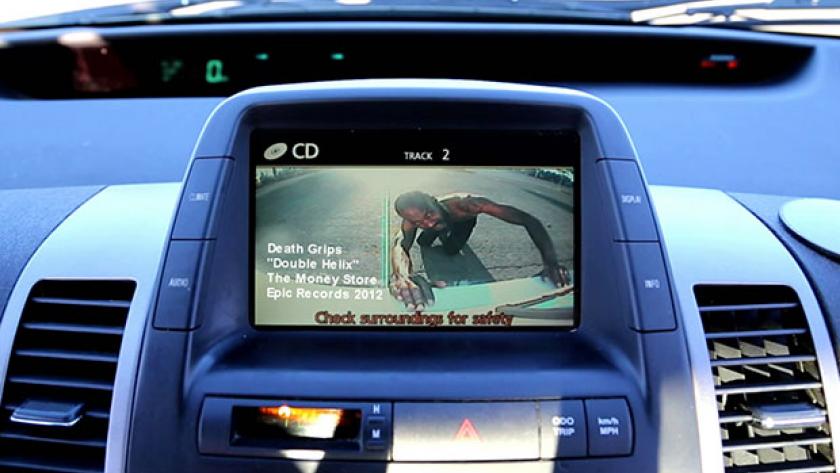 0
CD
TRACK 2
CLIMATE
DISPLAY
AUDIO
INFO
Death Grips
"Double Helix"
The Money Store
Epic Records 2012
Check surroundings for safety
H
M
ODO
TRIP
km/h
MPH